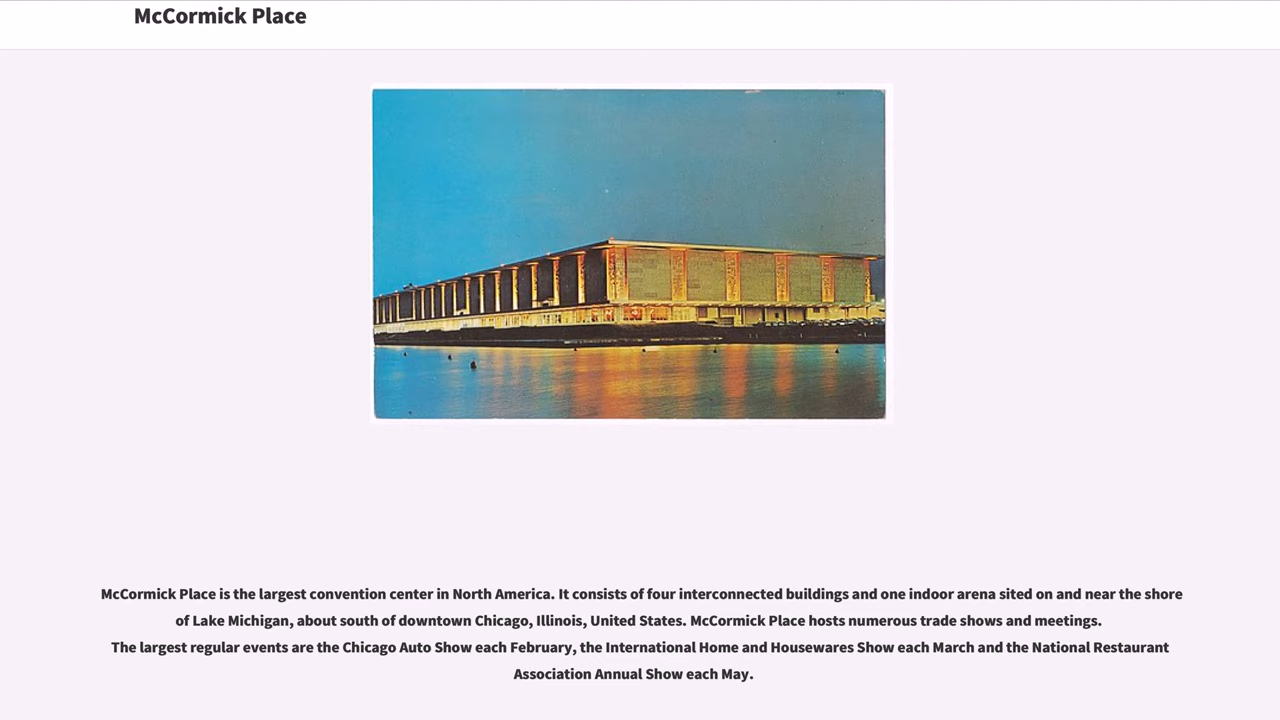 McCormick Place
McCormick Place is the largest convention center in North America. It consists of four interconnected buildings and one indoor arena sited on and near the shore
of Lake Michigan, about south of downtown Chicago, Illinois, United States. McCormick Place hosts numerous trade shows and meetings.
The largest regular events are the Chicago Auto Show each February, the International Home and Housewares Show each March and the National Restaurant
Association Annual Show each May.